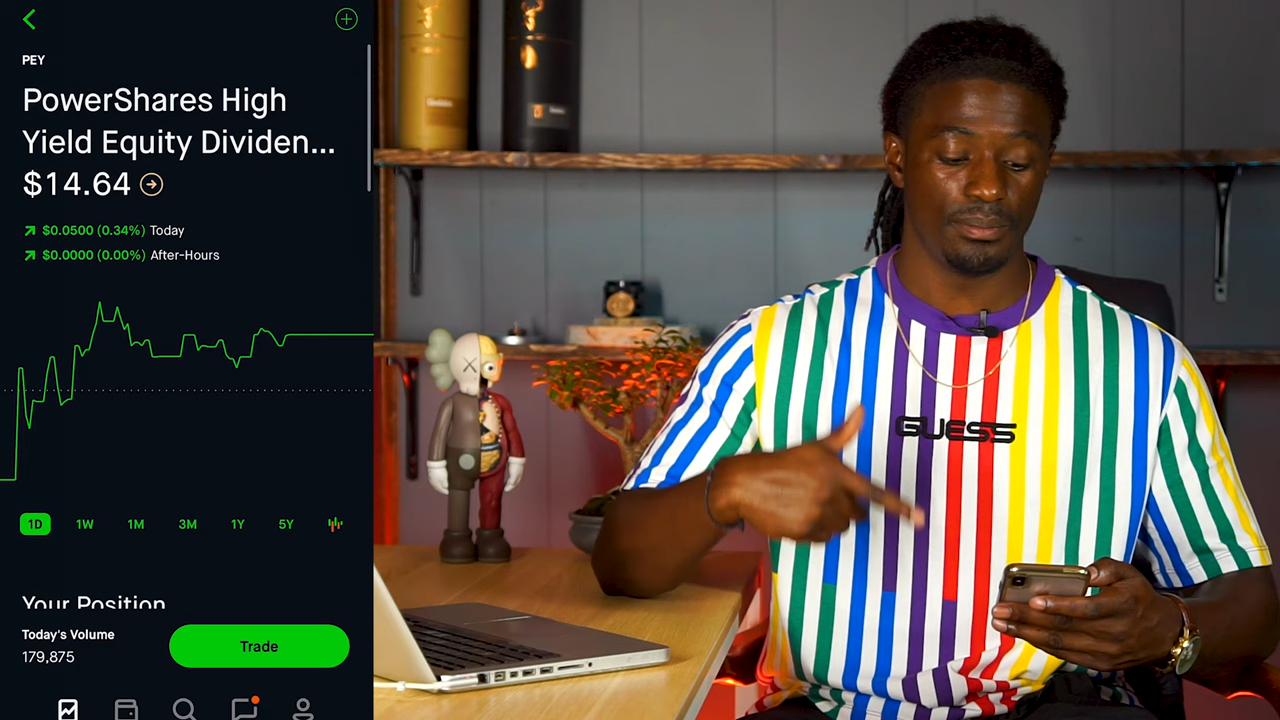 PEY
PowerShares High
Yield Equity Dividen...
$14.64
$0.0500 (0.34%) Today
$0.0000 (0.00%) After-Hours
1D 1W 1M 3M 1Y 5Y
Your Position
Today's Volume
179,875
Trade
GUESS